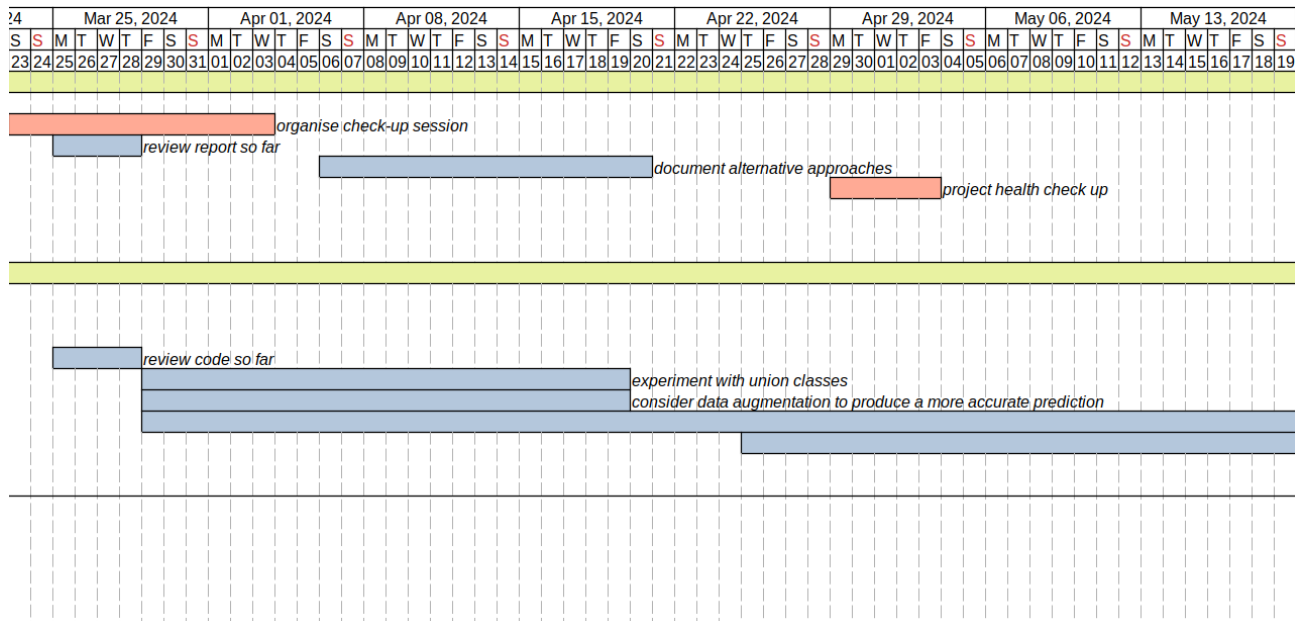 24 Mar 25, 2024 Apr 01, 2024 Apr 08, 2024 Apr 15, 2024 Apr 22, 2024 Apr 29, 2024 May 06, 2024 May 13, 2024
S S M T W T F S S M T W T F S S M T W T F S S M T W T F S S M T W T F S S M T W T F S S M T W T F S S M T W T F S S
23 24 25 26 27 28 29 30 31 01 02 03 04 05 06 07 08 09 10 11 12 13 14 15 16 17 18 19 20 21 22 23 24 25 26 27 28 29 30 01 02 03 04 05 06 07 08 09 10 11 12 13 14 15 16 17 18 19
organise check-up session
review report so far
document alternative approaches
project health check up
review code so far
experiment with union classes
consider data augmentation to produce a more accurate prediction